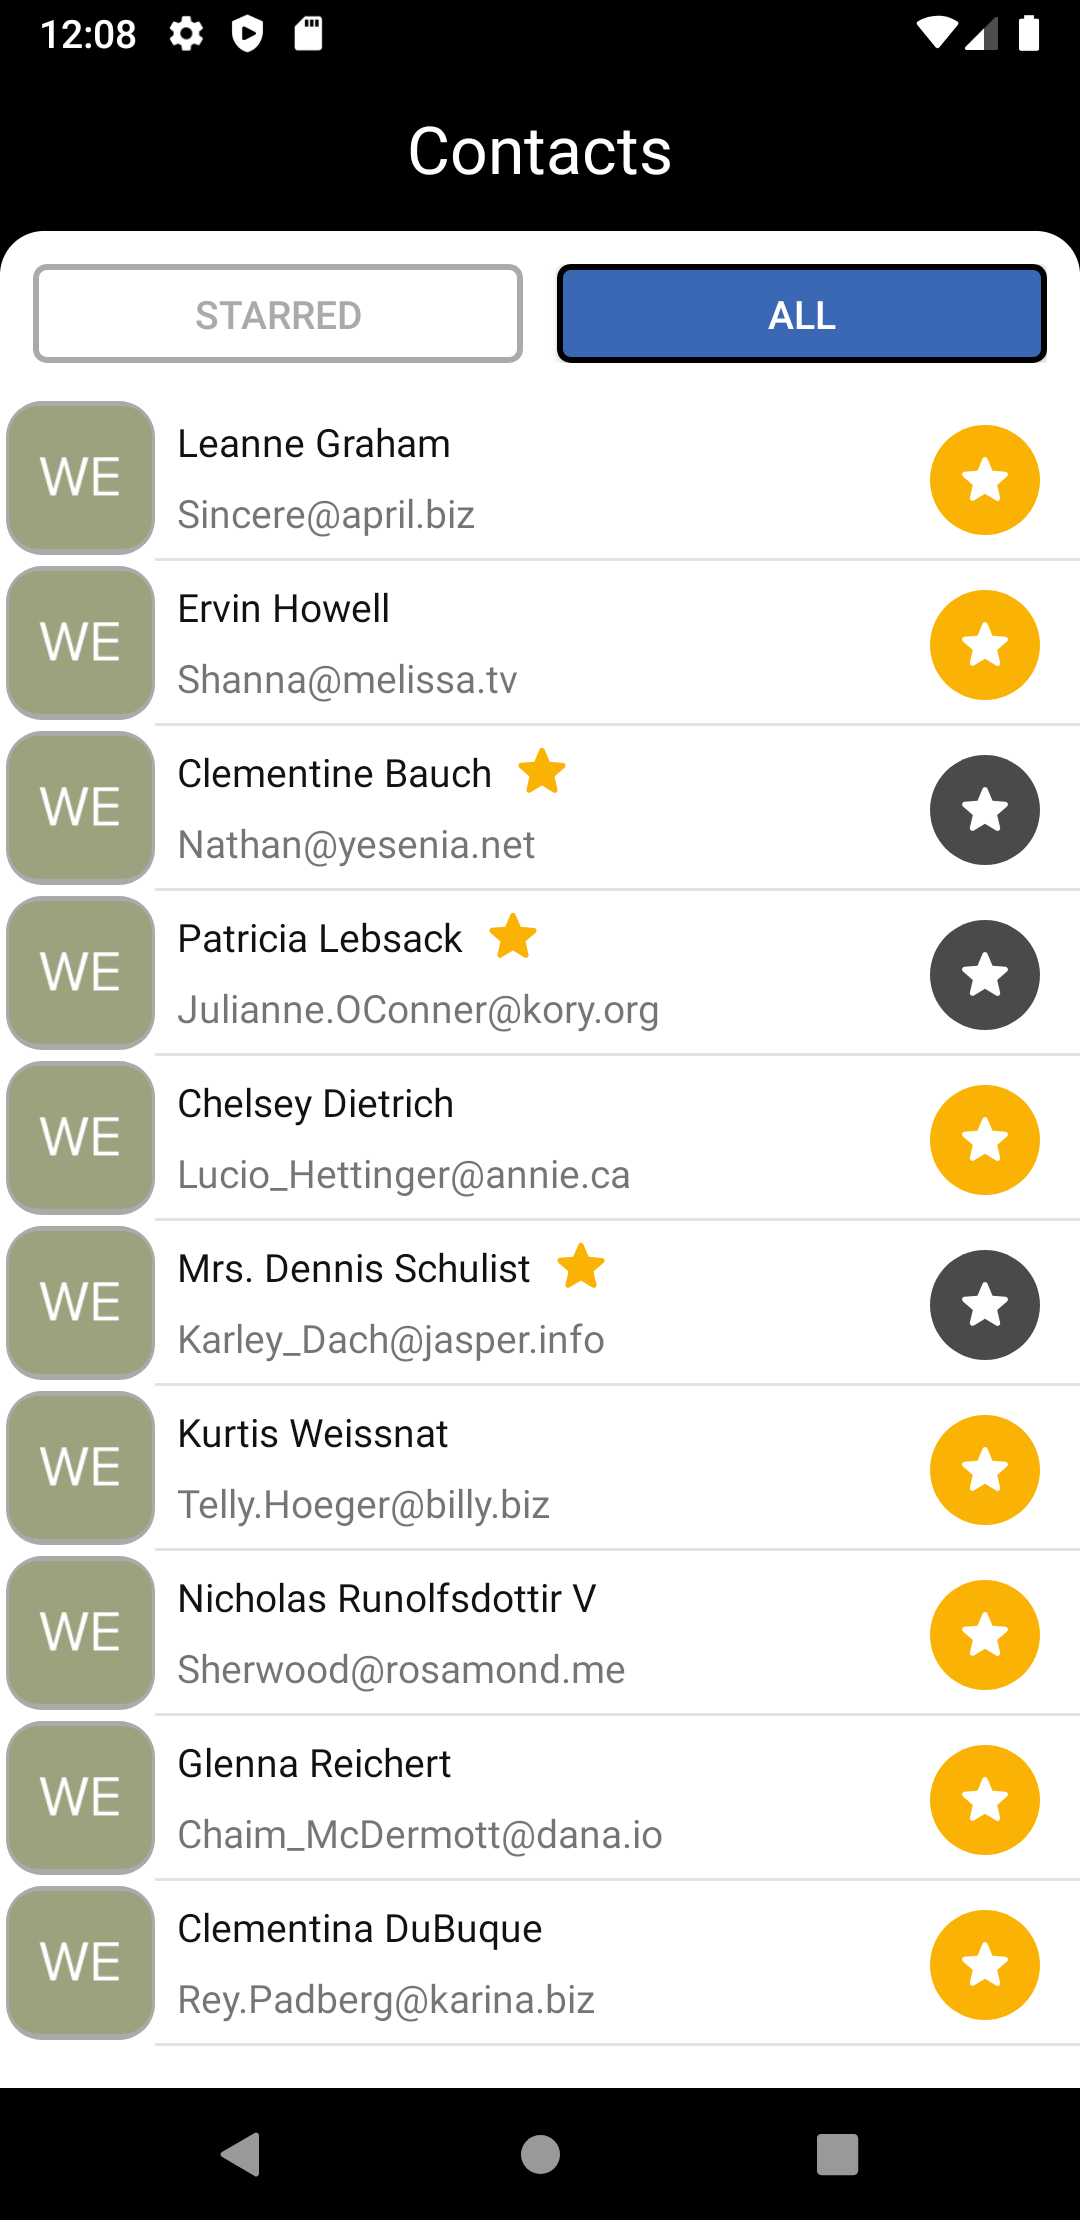 12:08
Contacts
STARRED
ALL
WE
Leanne Graham
Sincere@april.biz
WE
Ervin Howell
Shanna@melissa.tv
WE
Clementine Bauch
Nathan@yesenia.net
WE
Patricia Lebsack
Julianne.OConner@kory.org
WE
Chelsey Dietrich
Lucio_Hettinger@annie.ca
WE
Mrs. Dennis Schulist
Karley_Dach@jasper.info
WE
Kurtis Weissnat
Telly.Hoeger@billy.biz
WE
Nicholas Runolfsdottir V
Sherwood@rosamond.me
WE
Glenna Reichert
Chaim_McDermott@dana.io
WE
Clementina DuBuque
Rey.Padberg@karina.biz